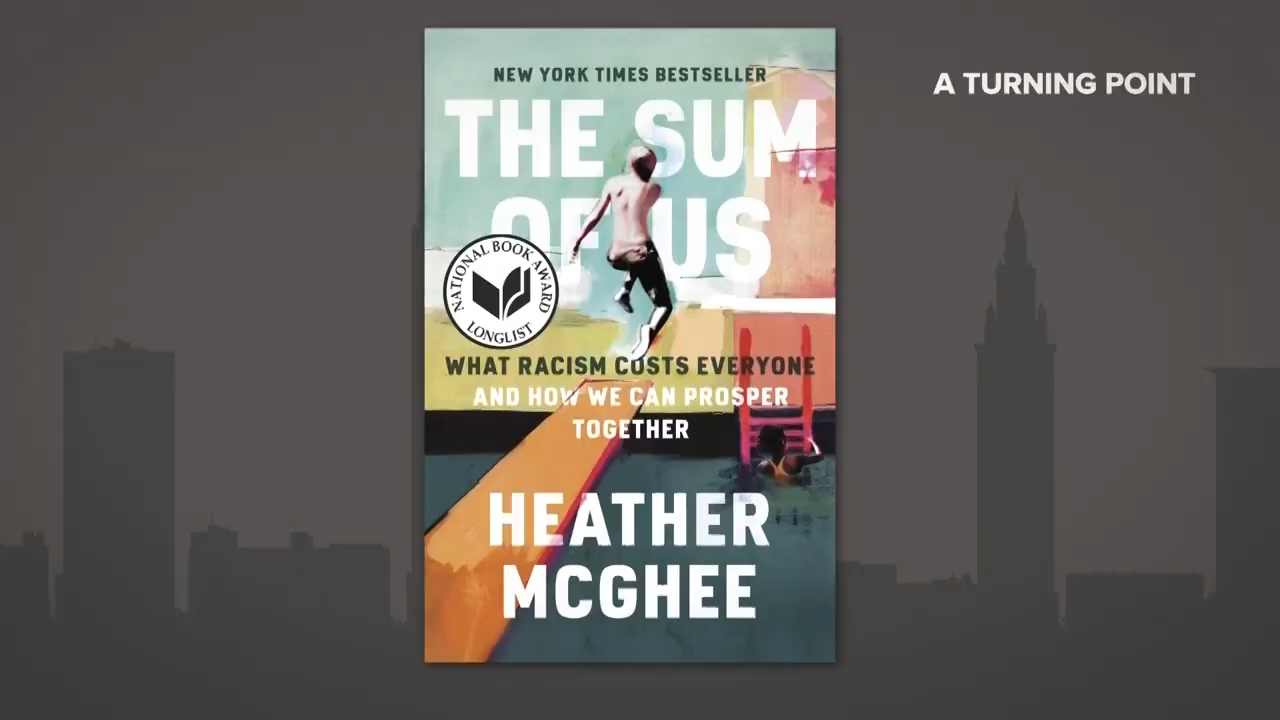 A TURNING POINT
NEW YORK TIMES BESTSELLER
THE SUM
OF US
NATIONAL BOOK AWARD
LONGLIST
WHAT RACISM COSTS EVERYONE
AND HOW WE CAN PROSPER
TOGETHER
HEATHER
MCGHEE